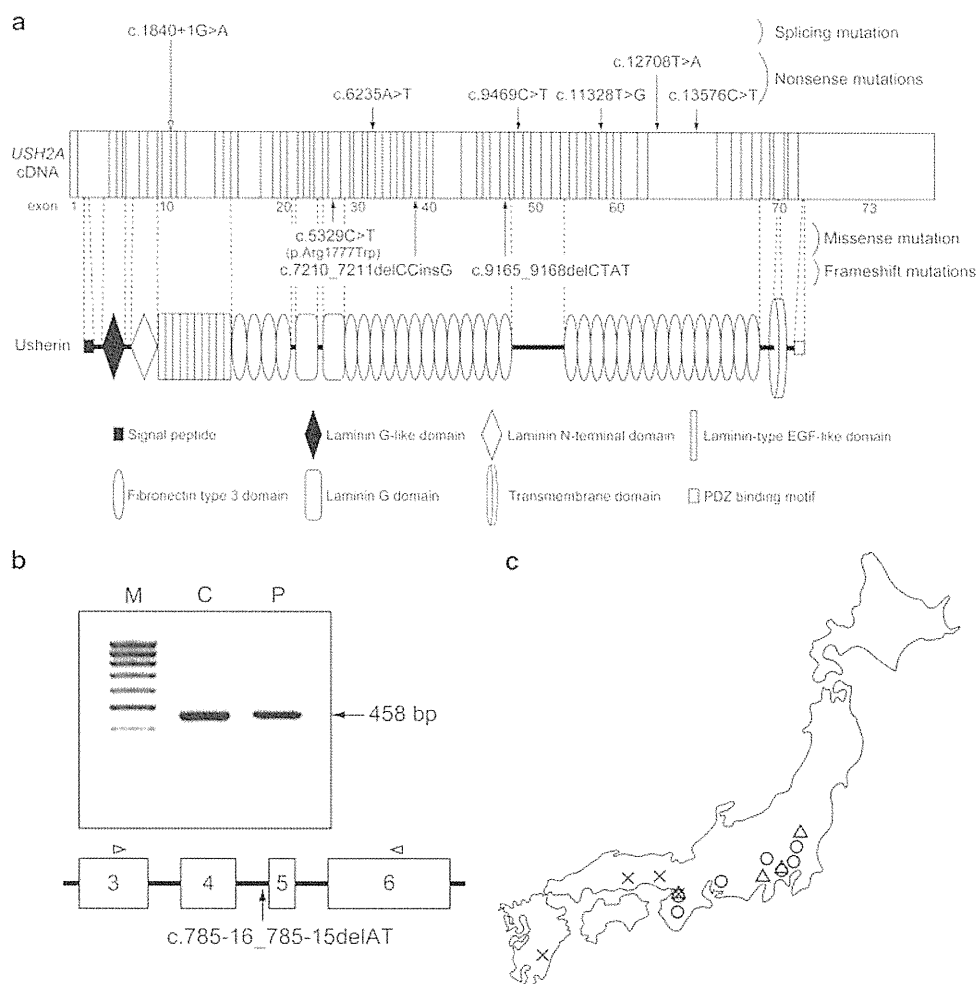 a
c.1840+1G>A
Splicing mutation
c.12708T>A
Nonsense mutations
c.6235A>T
c.9469C>T
c.11328T>G
c.13576C>T
USH2A
cDNA
exon
1
10
20
30
40
50
60
70
73
c.5329C>T
(p.Arg1777Trp)
Missense mutation
c.7210_7211delCCinsG
c.9165_9168delCTAT
Frameshift mutations
Usherin
Signal peptide
Laminin G-like domain
Laminin N-terminal domain
Laminin-type EGF-like domain
Fibronectin type 3 domain
Laminin G domain
Transmembrane domain
PDZ binding motif
b
M C P
458 bp
3 4 5 6
c.785-16_785-15delAT
c